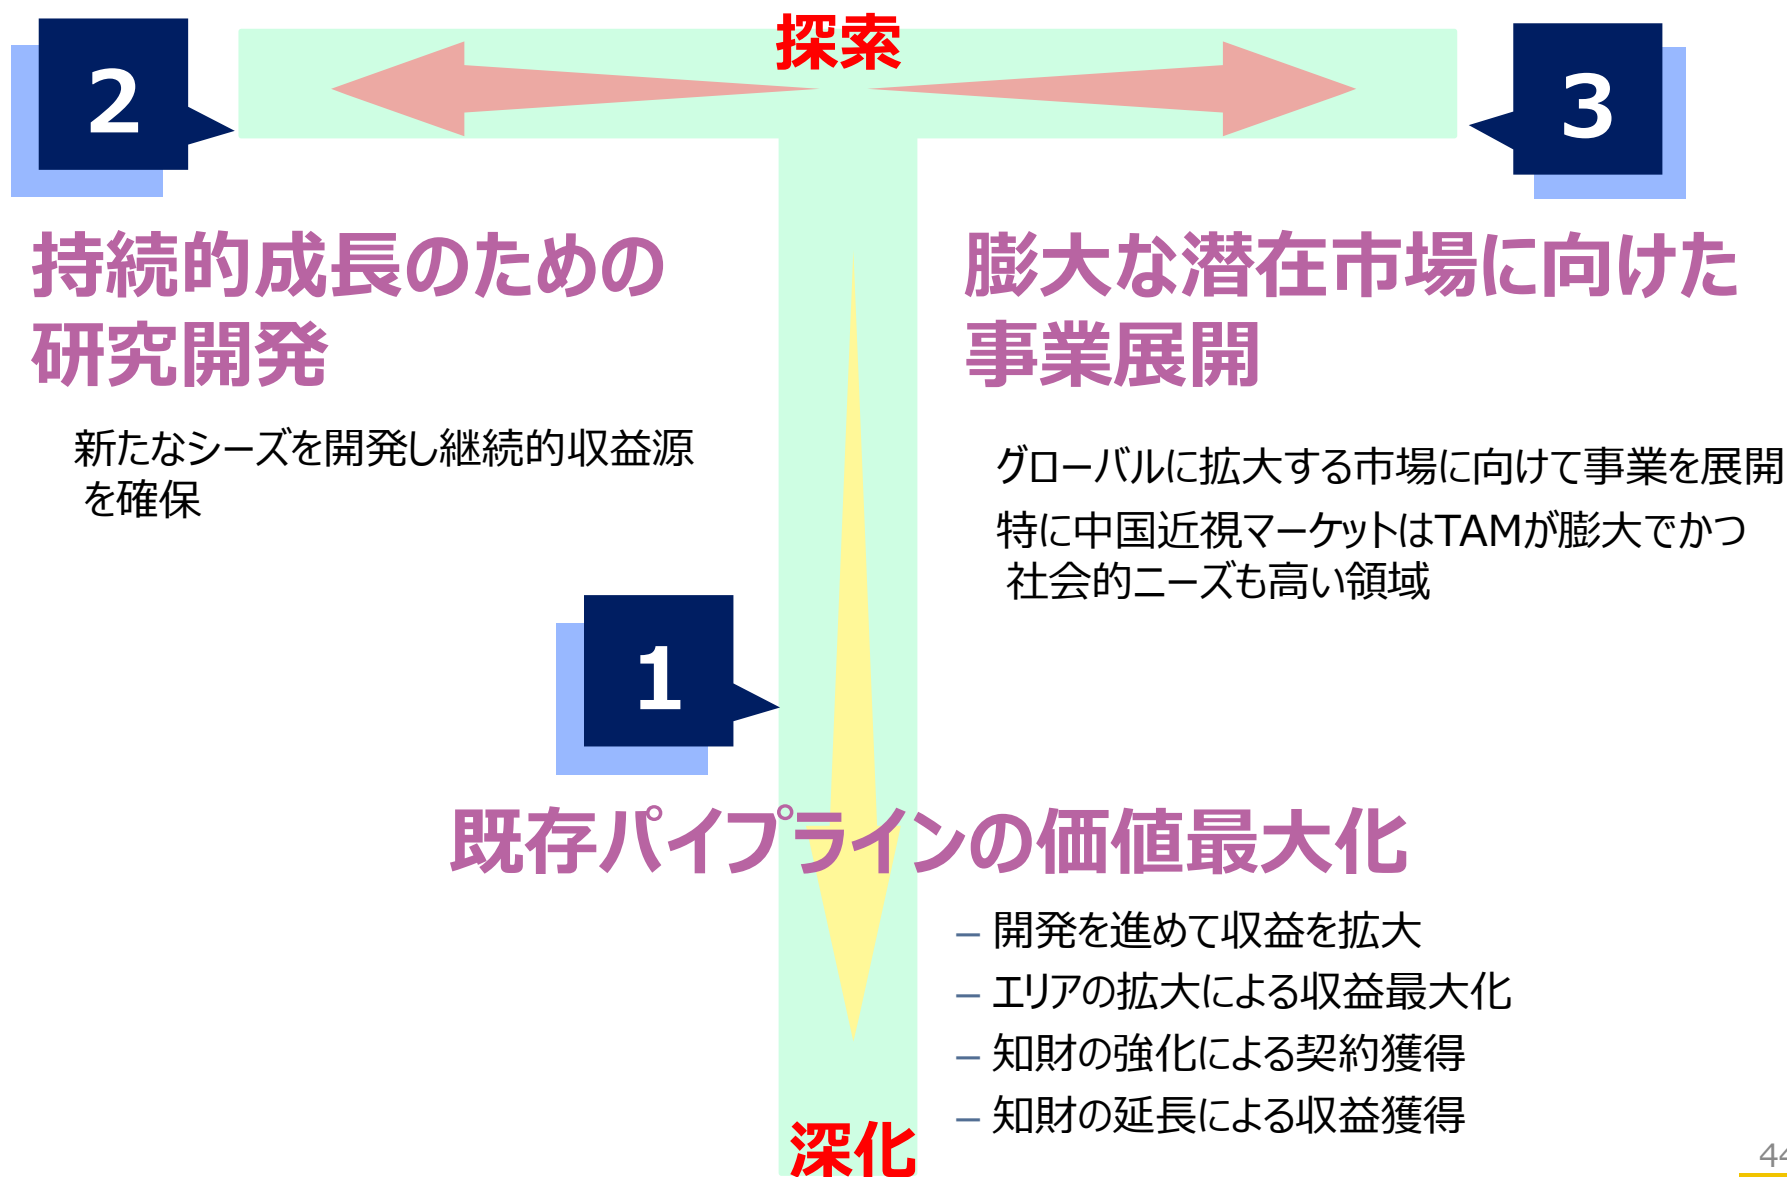 探索
2
3
持続的成長のための
研究開発
新たなシーズを開発し継続的収益源
を確保
膨大な潜在市場に向けた
事業展開
グローバルに拡大する市場に向けて事業を展開
特に中国近視マーケットはTAMが膨大でかつ
社会的ニーズも高い領域
1
既存パイプラインの価値最大化
– 開発を進めて収益を拡大
– エリアの拡大による収益最大化
– 知財の強化による契約獲得
– 知財の延長による収益獲得
深化
44